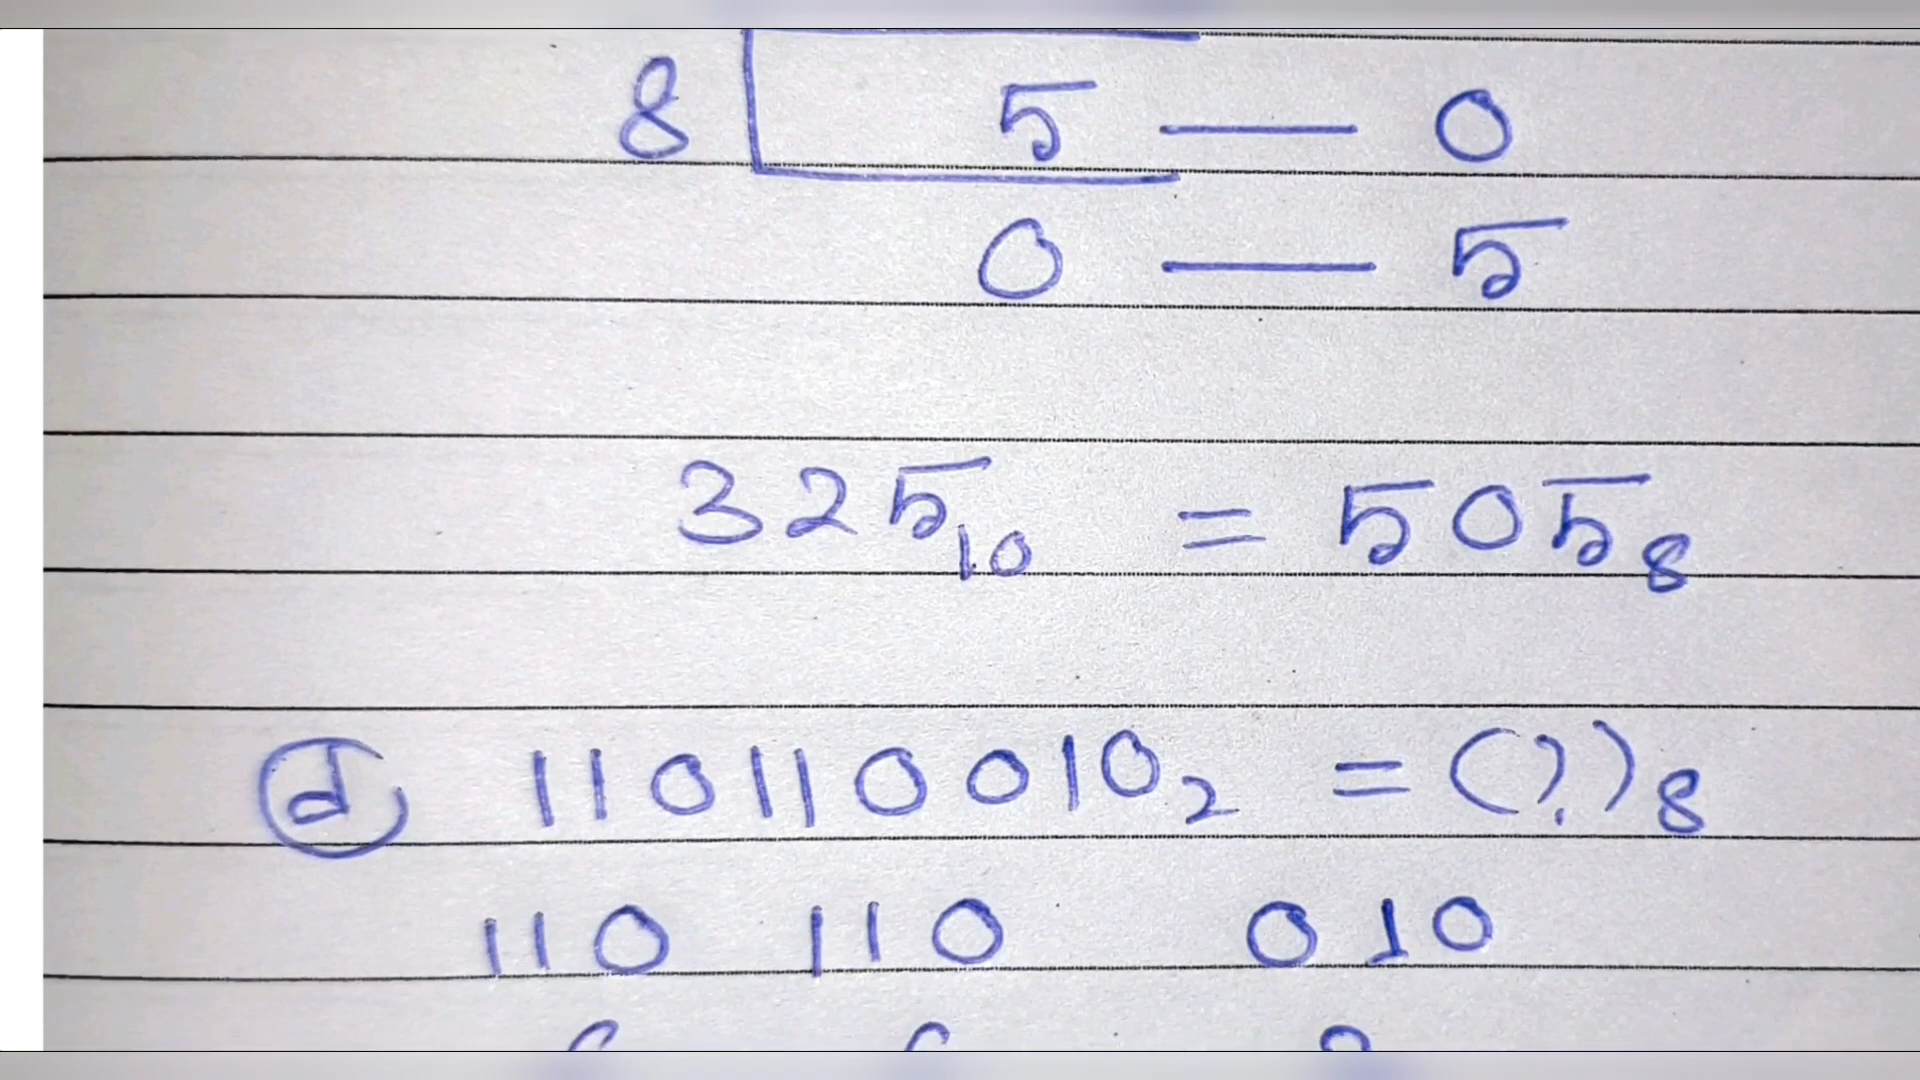 8 5 — 0
0 — 5
325₁₀ = 505₈
ⓓ 110110010₂ = (?)₈
110 110 010